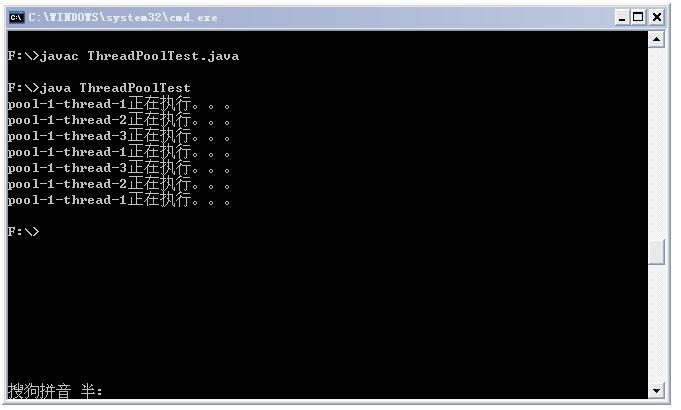 C:\WINDOWS\system32\cmd.exe
F:\>javac ThreadPoolTest.java
F:\>java ThreadPoolTest
pool-1-thread-1正在执行。。。
pool-1-thread-2正在执行。。。
pool-1-thread-3正在执行。。。
pool-1-thread-1正在执行。。。
pool-1-thread-3正在执行。。。
pool-1-thread-2正在执行。。。
pool-1-thread-1正在执行。。。
F:\>
搜狗拼音 半: